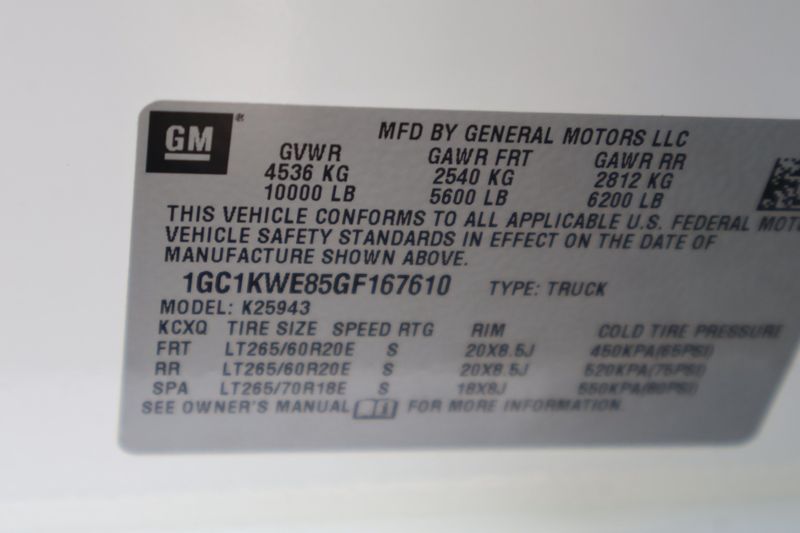 GM®
MFD BY GENERAL MOTORS LLC
GVWR GAWR FRT GAWR RR
4536 KG 2540 KG 2812 KG
10000 LB 5600 LB 6200 LB
THIS VEHICLE CONFORMS TO ALL APPLICABLE U.S. FEDERAL MOT
VEHICLE SAFETY STANDARDS IN EFFECT ON THE DATE OF
MANUFACTURE SHOWN ABOVE.
1GC1KWE85GF167610 TYPE: TRUCK
MODEL: K25943
KCXQ TIRE SIZE SPEED RTG RIM COLD TIRE PRESSURE
FRT LT265/60R20E S 20X8.5J 450KPA(65PSI)
RR LT265/60R20E S 20X8.5J 520KPA(75PSI)
SPA LT265/70R18E S 18X8J 550KPA(80PSI)
SEE OWNER'S MANUAL FOR MORE INFORMATION.